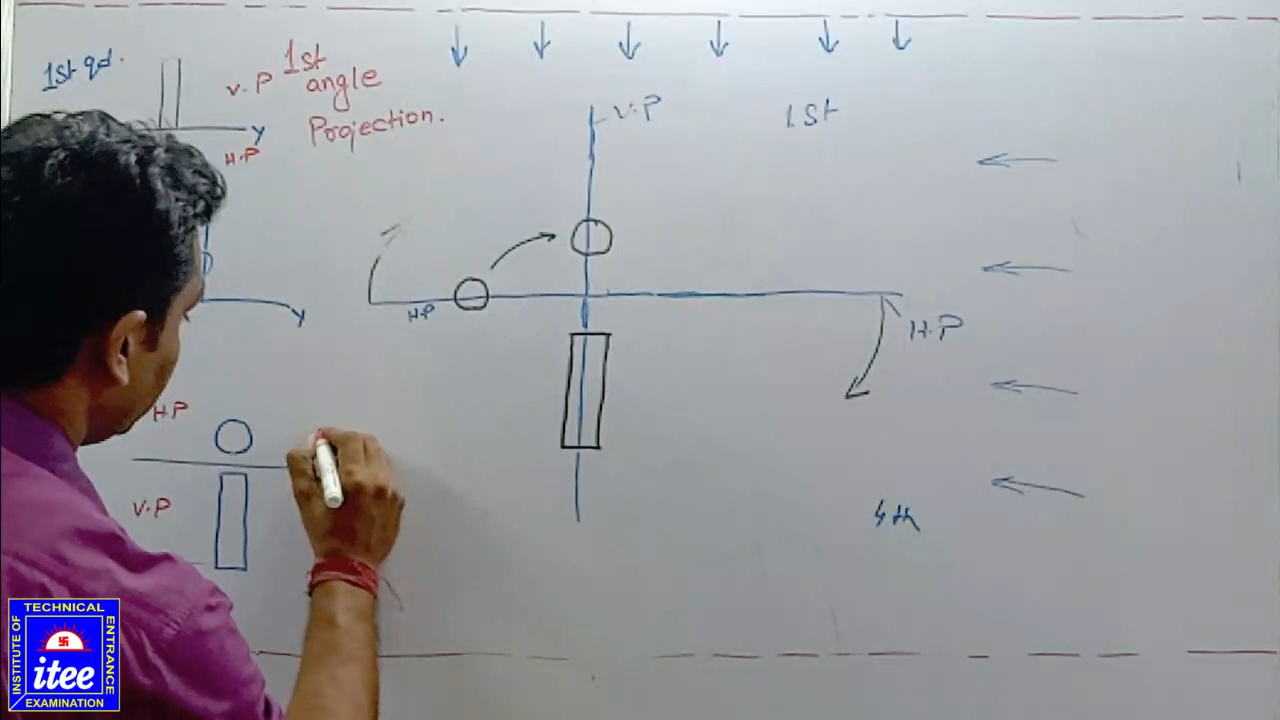 1st qd.
V.P
1st
angle
Projection.
Y
H.P
V.P
1st
H.P
H.P
Y
H.P
V.P
4th
INSTITUTE OF
TECHNICAL
ENTRANCE
EXAMINATION
itee